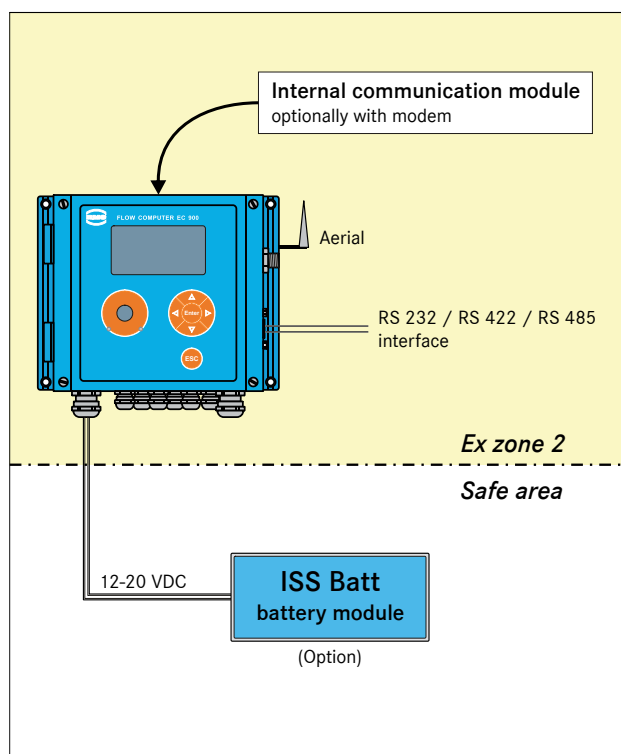 Internal communication module
optionally with modem
FLOW COMPUTER EC 900
Aerial
Enter
RS 232 / RS 422 / RS 485
interface
ESC
Ex zone 2
Safe area
12-20 VDC
ISS Batt
battery module
(Option)